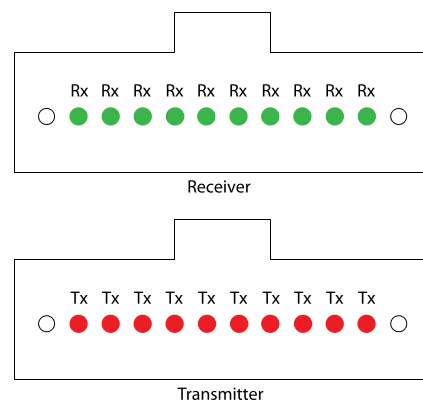 Rx Rx Rx Rx Rx Rx Rx Rx Rx Rx
Receiver
Tx Tx Tx Tx Tx Tx Tx Tx Tx Tx
Transmitter